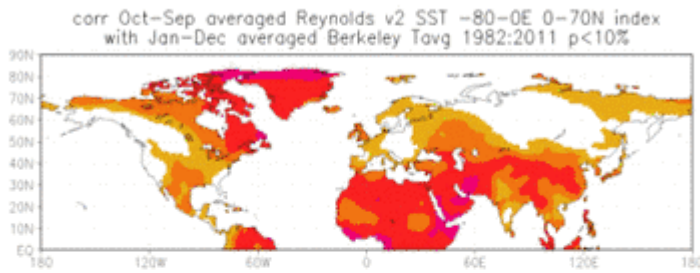 corr Oct-Sep averaged Reynolds v2 SST -80-0E 0-70N index
with Jan-Dec averaged Berkeley Tavg 1982:2011 p<10%
90N
80N
70N
60N
50N
40N
30N
20N
10N
EQ
180 120W 60W 0 60E 120E 180